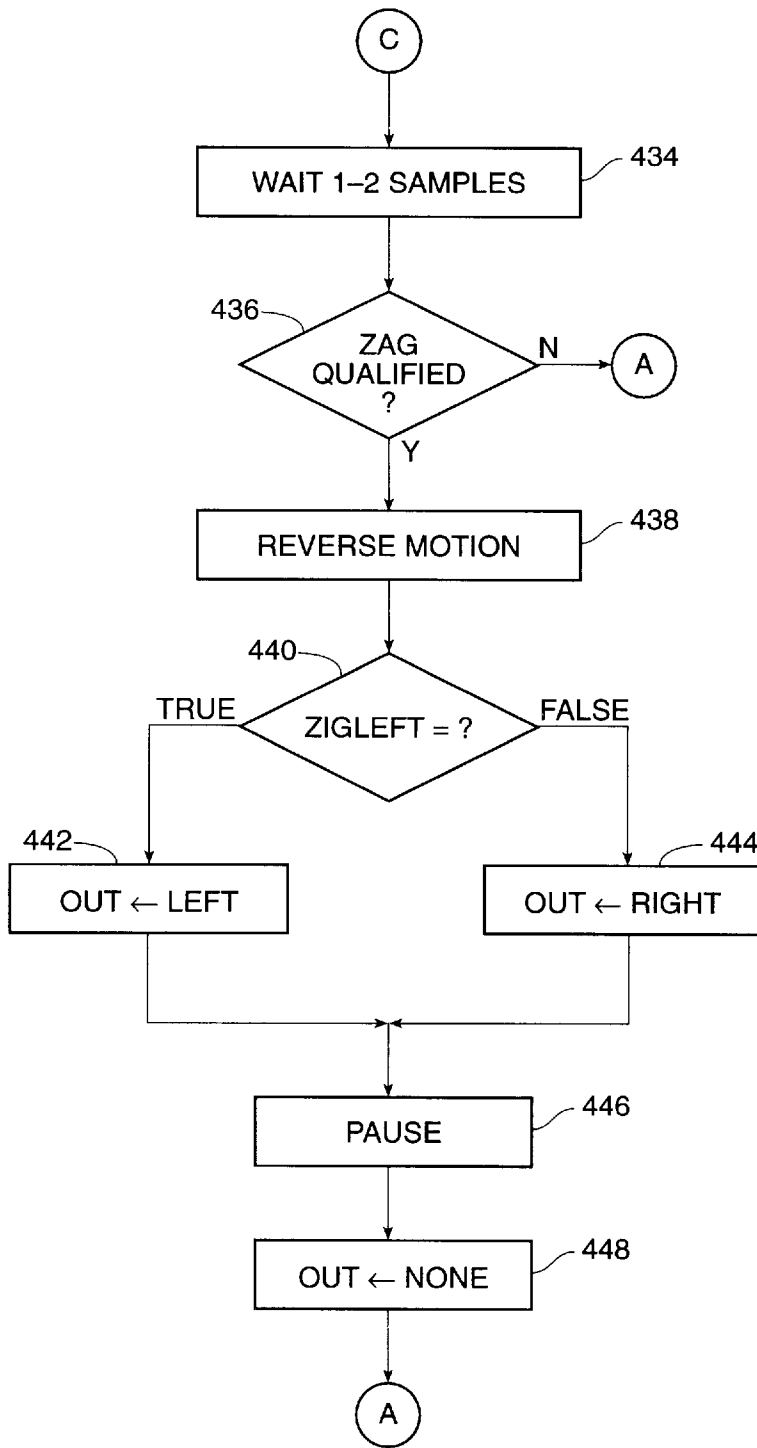 C
WAIT 1–2 SAMPLES
434
436
ZAG
QUALIFIED
?
N
A
Y
REVERSE MOTION
438
440
TRUE
ZIGLEFT = ?
FALSE
442
444
OUT ← LEFT
OUT ← RIGHT
PAUSE
446
OUT ← NONE
448
A